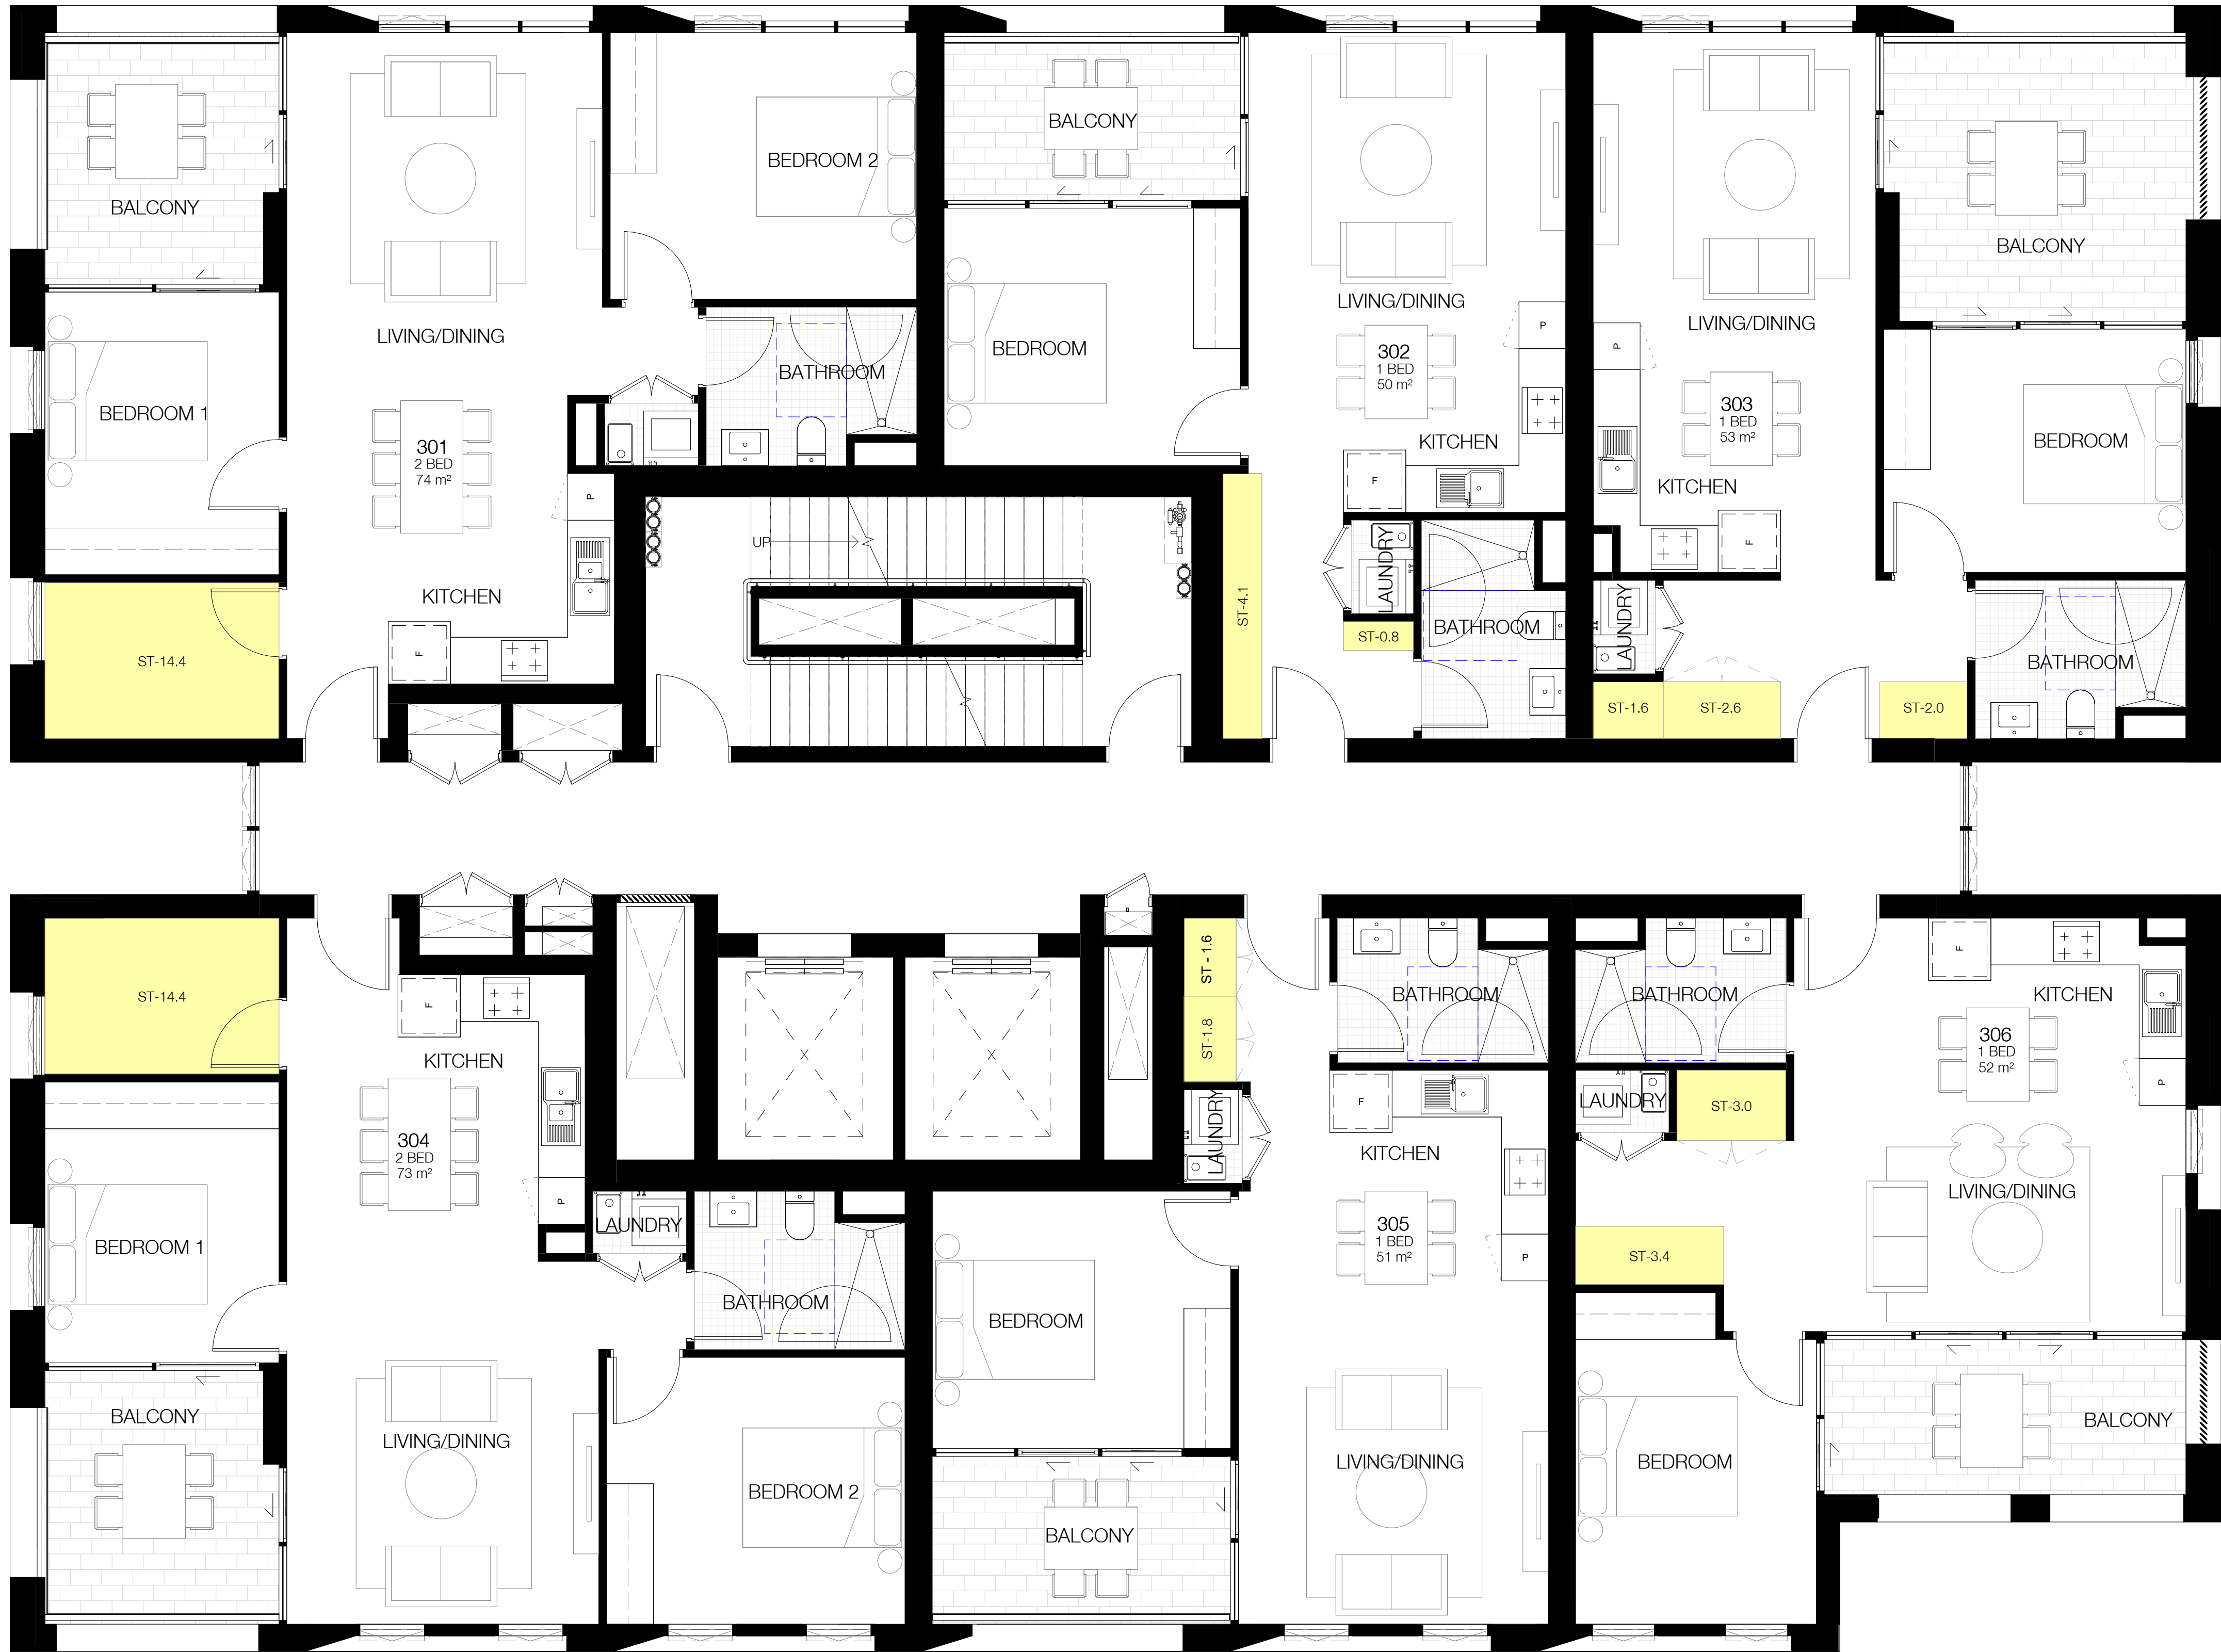 BALCONY
LIVING/DINING
BEDROOM 2
BEDROOM 1
BATHROOM
301
2 BED
74 m²
P
KITCHEN
F
ST-14.4
UP
BALCONY
BEDROOM
LIVING/DINING
302
1 BED
50 m²
P
KITCHEN
F
LAUNDRY
ST-4.1
ST-0.8
BATHROOM
LIVING/DINING
BALCONY
P
303
1 BED
53 m²
BEDROOM
KITCHEN
F
LAUNDRY
BATHROOM
ST-1.6
ST-2.6
ST-2.0
ST-14.4
F
KITCHEN
304
2 BED
73 m²
P
LAUNDRY
BEDROOM 1
BATHROOM
BALCONY
LIVING/DINING
BEDROOM 2
ST - 1.6
ST-1.8
BATHROOM
LAUNDRY
F
KITCHEN
305
1 BED
51 m²
P
BEDROOM
LIVING/DINING
BALCONY
BATHROOM
F
KITCHEN
306
1 BED
52 m²
P
LAUNDRY
ST-3.0
LIVING/DINING
ST-3.4
BALCONY
BEDROOM